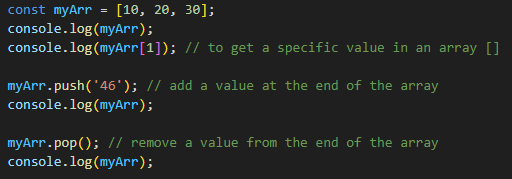 const myArr = [10, 20, 30];
console.log(myArr);
console.log(myArr[1]); // to get a specific value in an array []
myArr.push('46'); // add a value at the end of the array
console.log(myArr);
myArr.pop(); // remove a value from the end of the array
console.log(myArr);